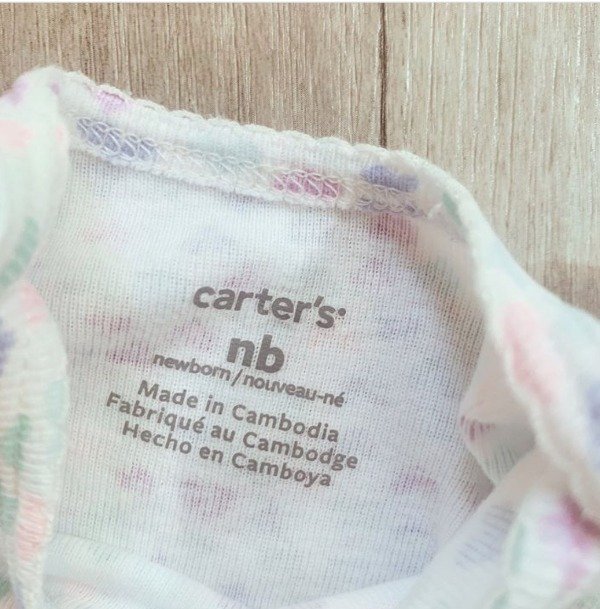 carter's
nb
newborn/nouveau-né
Made in Cambodia
Fabriqué au Cambodge
Hecho en Camboya